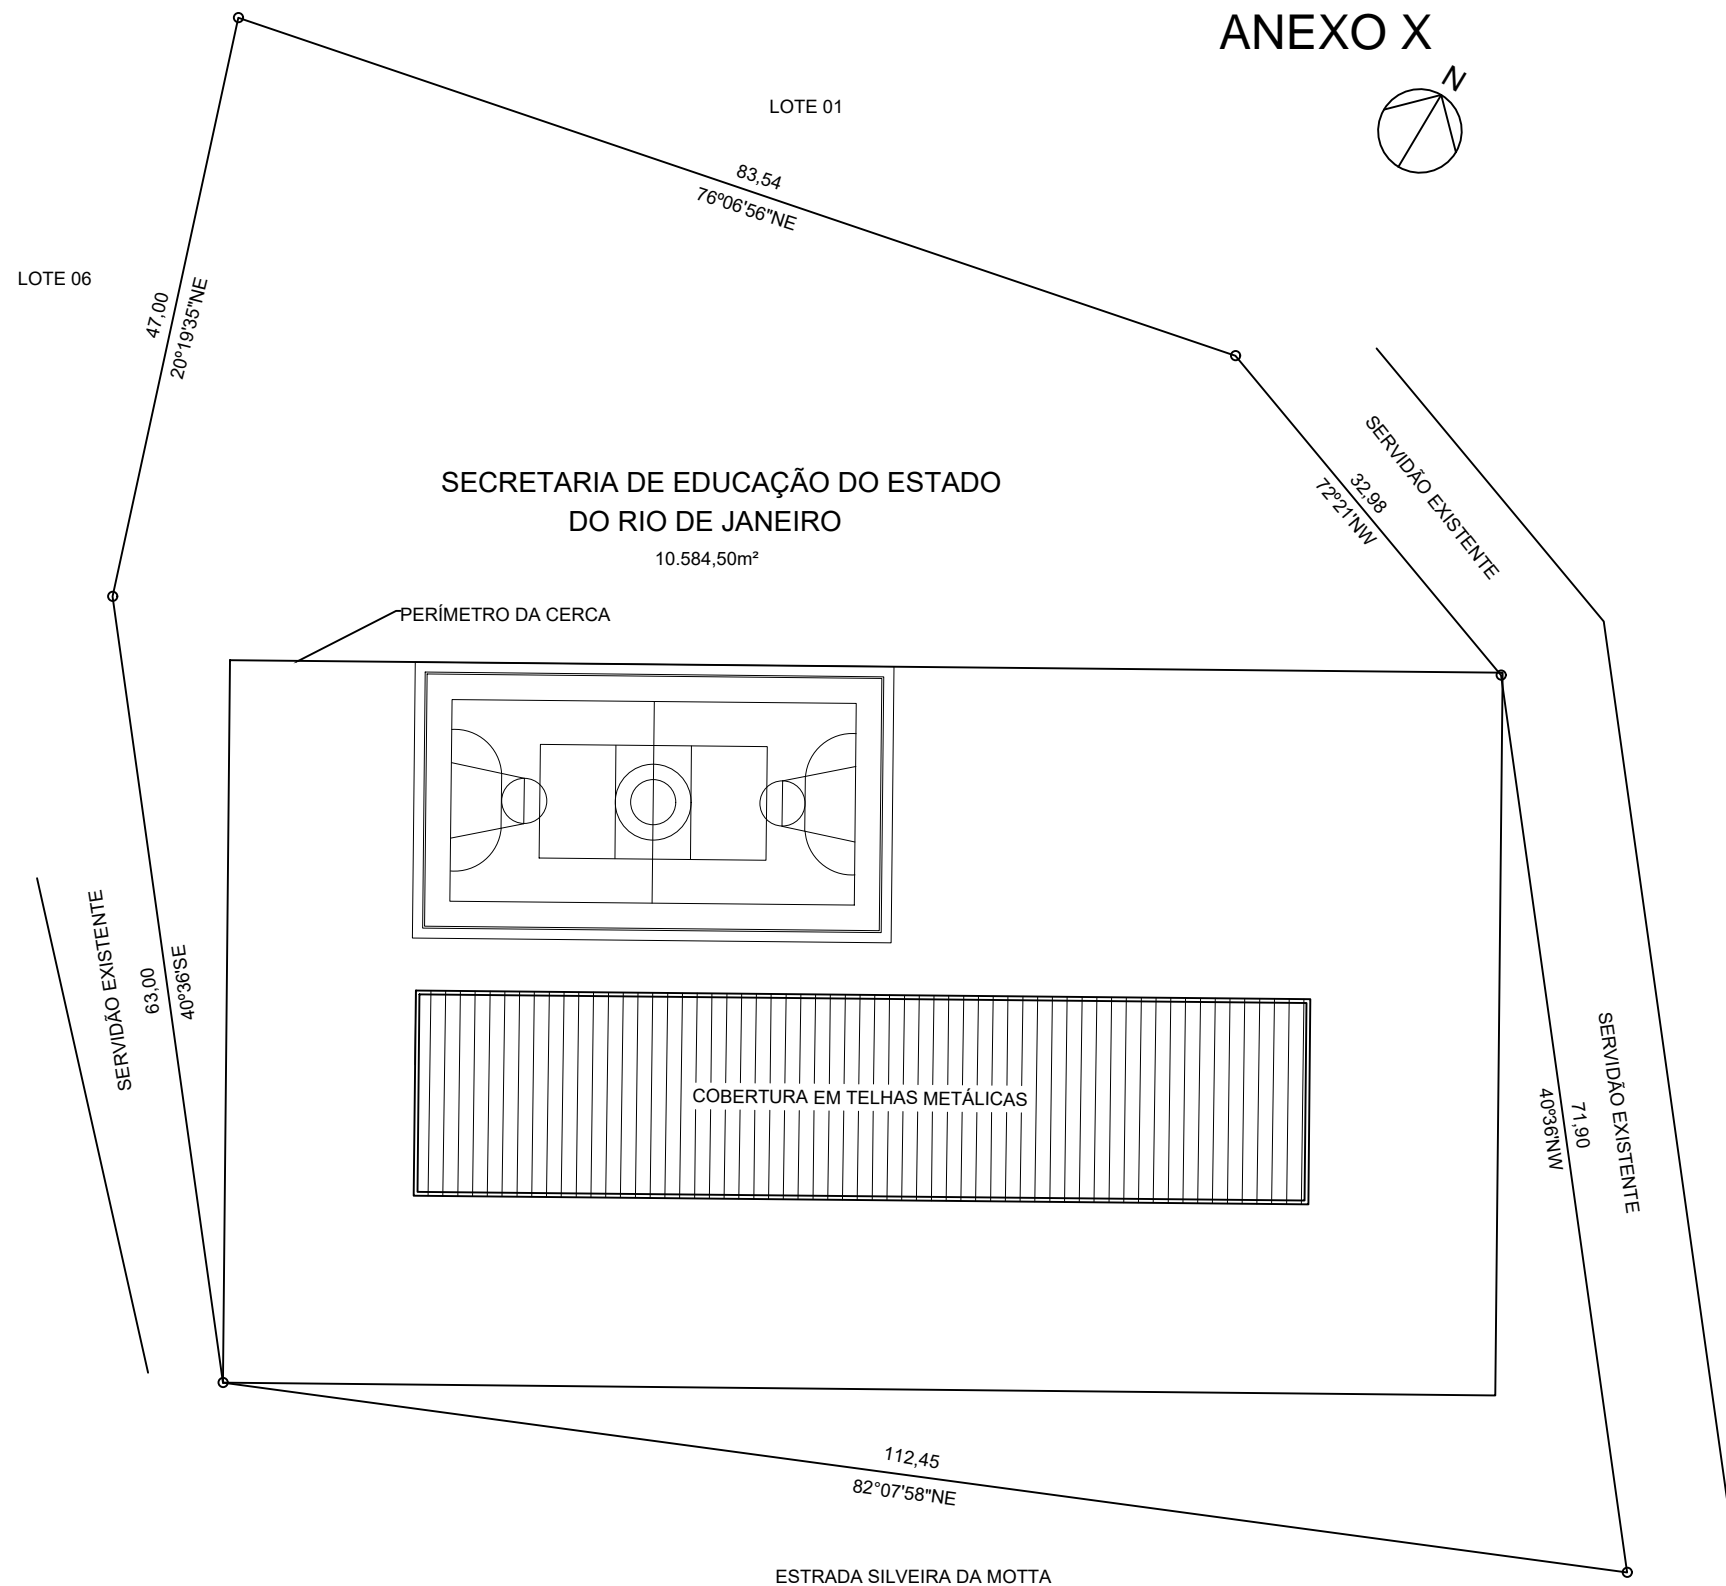 ANEXO X
N
LOTE 01
83,54
76º06'56"NE
LOTE 06
47,00
20º19'35"NE
SERVIDÃO EXISTENTE
32,98
72º21'NW
SECRETARIA DE EDUCAÇÃO DO ESTADO
DO RIO DE JANEIRO
10.584,50m²
PERÍMETRO DA CERCA
SERVIDÃO EXISTENTE
63,00
40º36'SE
COBERTURA EM TELHAS METÁLICAS
SERVIDÃO EXISTENTE
71,90
40º36'NW
112,45
82°07'58"NE
ESTRADA SILVEIRA DA MOTTA